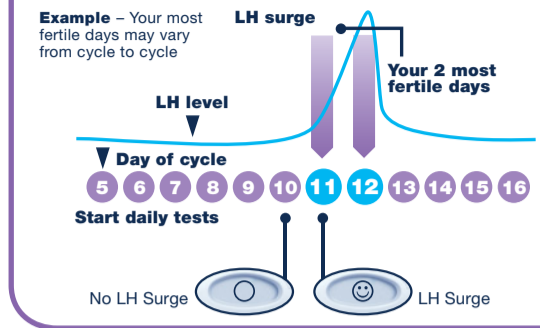 Example – Your most
fertile days may vary
from cycle to cycle
LH surge
Your 2 most
fertile days
LH level
Day of cycle
5 6 7 8 9 10 11 12 13 14 15 16
Start daily tests
No LH Surge
LH Surge